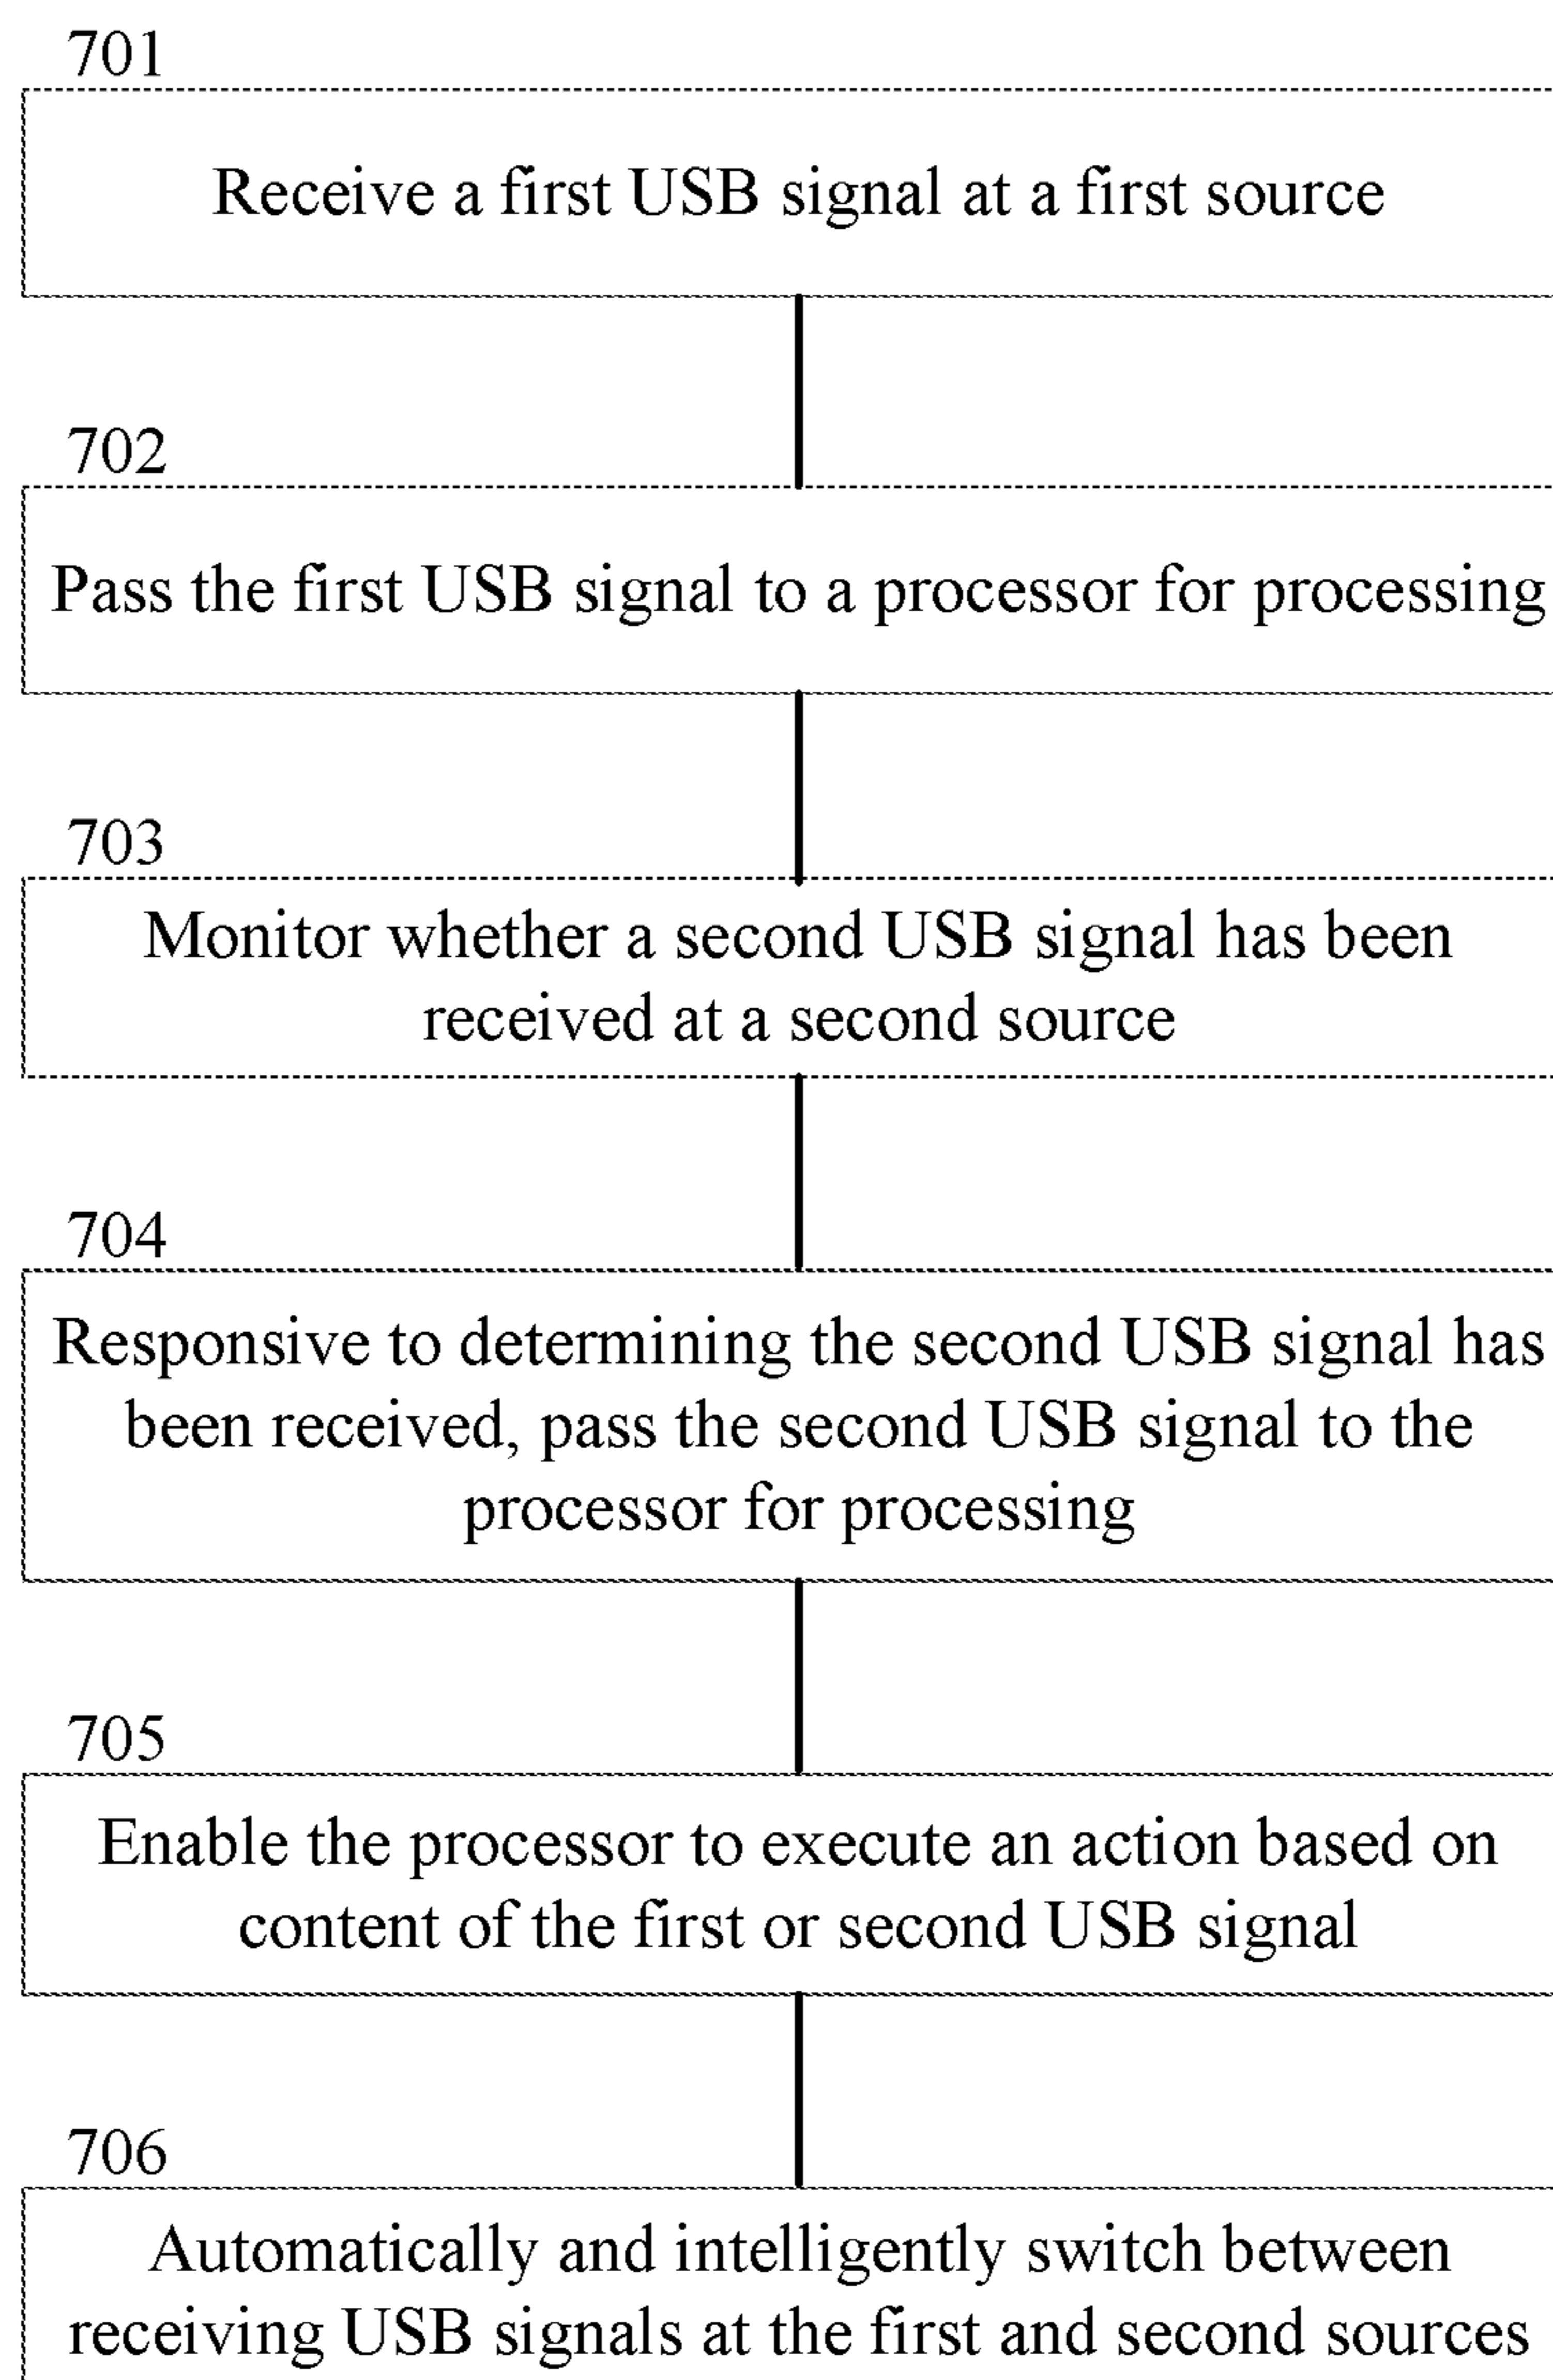 701
Receive a first USB signal at a first source
702
Pass the first USB signal to a processor for processing
703
Monitor whether a second USB signal has been
received at a second source
704
Responsive to determining the second USB signal has
been received, pass the second USB signal to the
processor for processing
705
Enable the processor to execute an action based on
content of the first or second USB signal
706
Automatically and intelligently switch between
receiving USB signals at the first and second sources